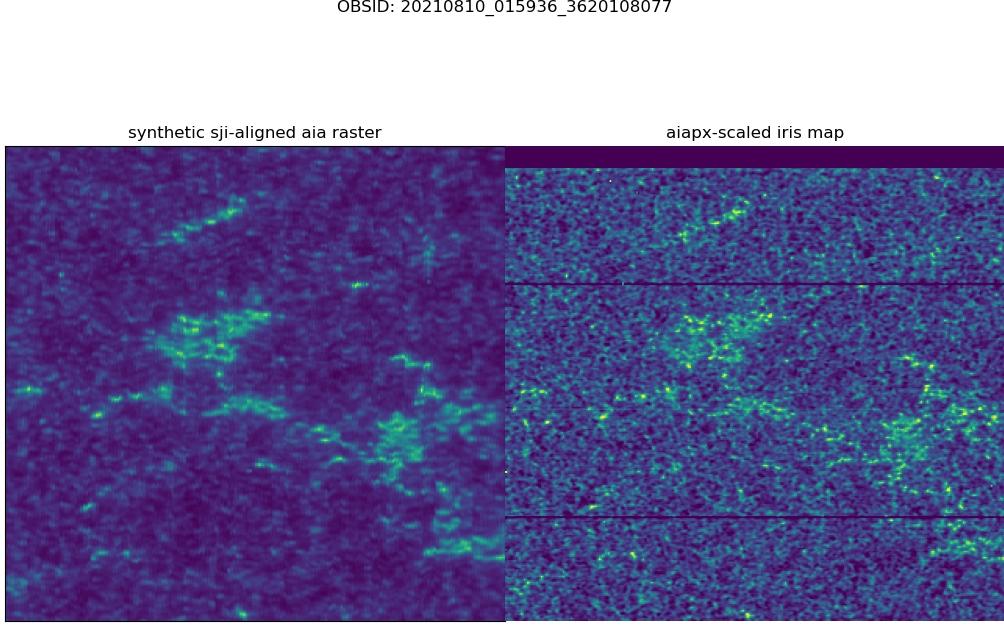 OBSID: 20210810_015936_3620108077
synthetic sji-aligned aia raster
aiapx-scaled iris map